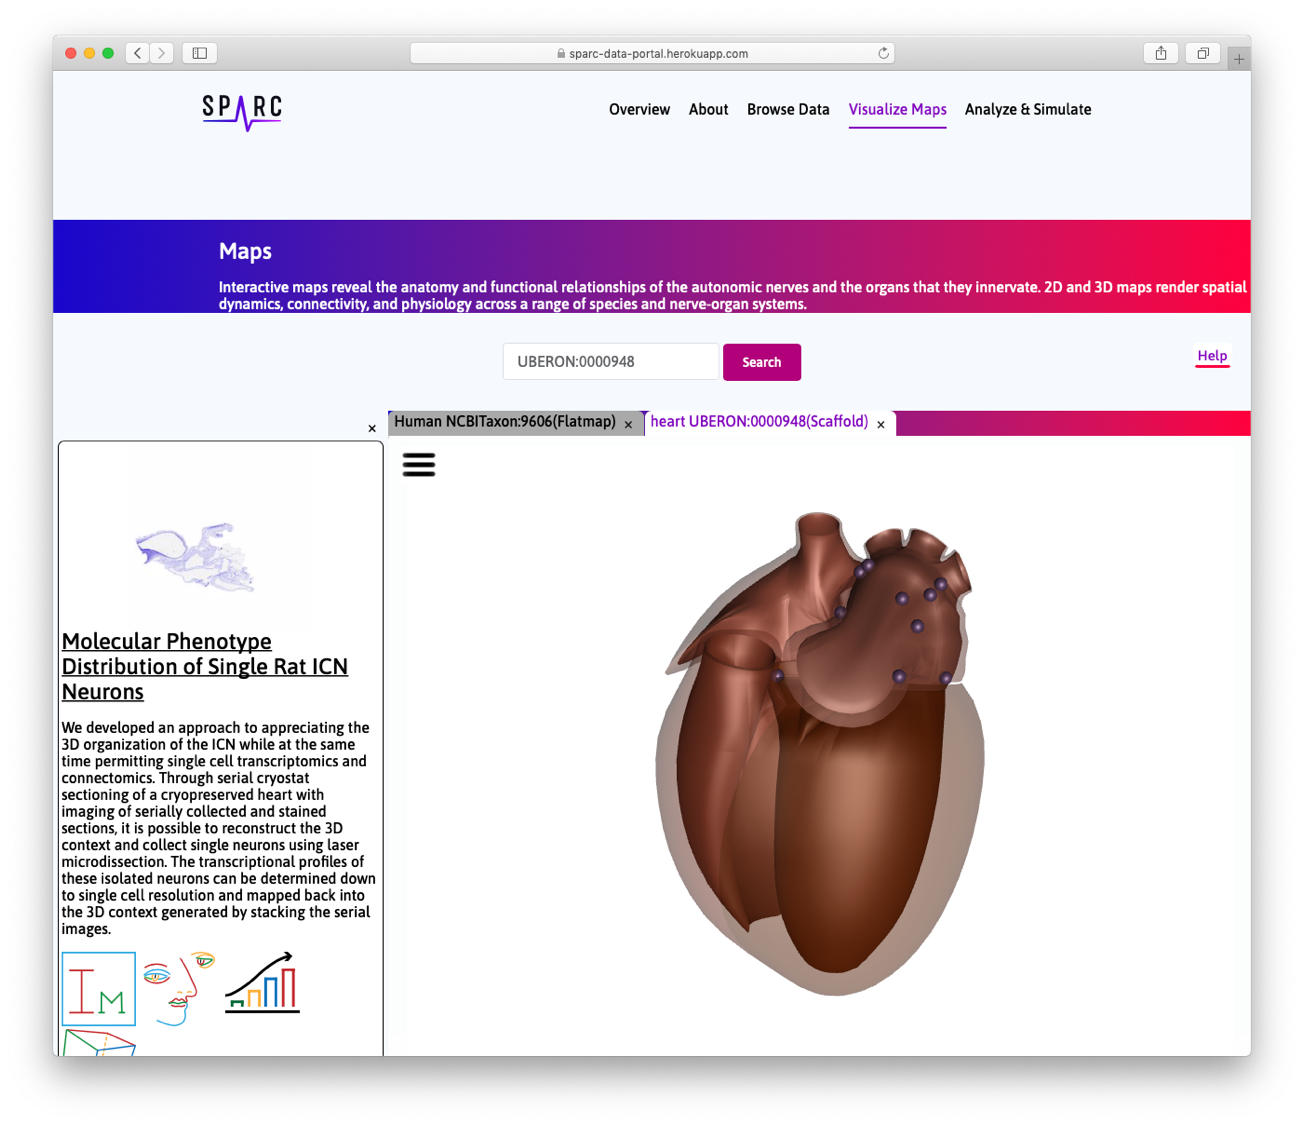 sparc-data-portal.herokuapp.com
SPARC
Overview About Browse Data Visualize Maps Analyze & Simulate
Maps
Interactive maps reveal the anatomy and functional relationships of the autonomic nerves and the organs that they innervate. 2D and 3D maps render spatial
dynamics, connectivity, and physiology across a range of species and nerve-organ systems.
UBERON:0000948 Search
Help
Human NCBITaxon:9606(Flatmap) × heart UBERON:0000948(Scaffold) ×
×
Molecular Phenotype
Distribution of Single Rat ICN
Neurons
We developed an approach to appreciating the
3D organization of the ICN while at the same
time permitting single cell transcriptomics and
connectomics. Through serial cryostat
sectioning of a cryopreserved heart with
imaging of serially collected and stained
sections, it is possible to reconstruct the 3D
context and collect single neurons using laser
microdissection. The transcriptional profiles of
these isolated neurons can be determined down
to single cell resolution and mapped back into
the 3D context generated by stacking the serial
images.
IM